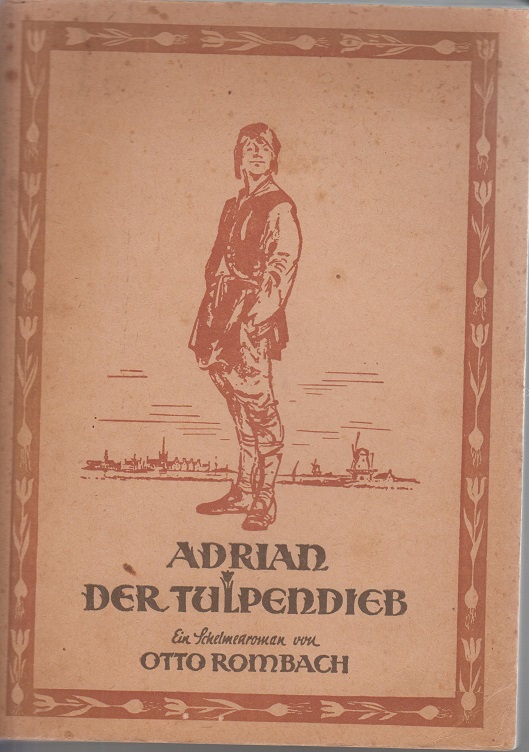 ADRIAN
DER TULPENDIEB
Ein Schelmenroman von
OTTO ROMBACH